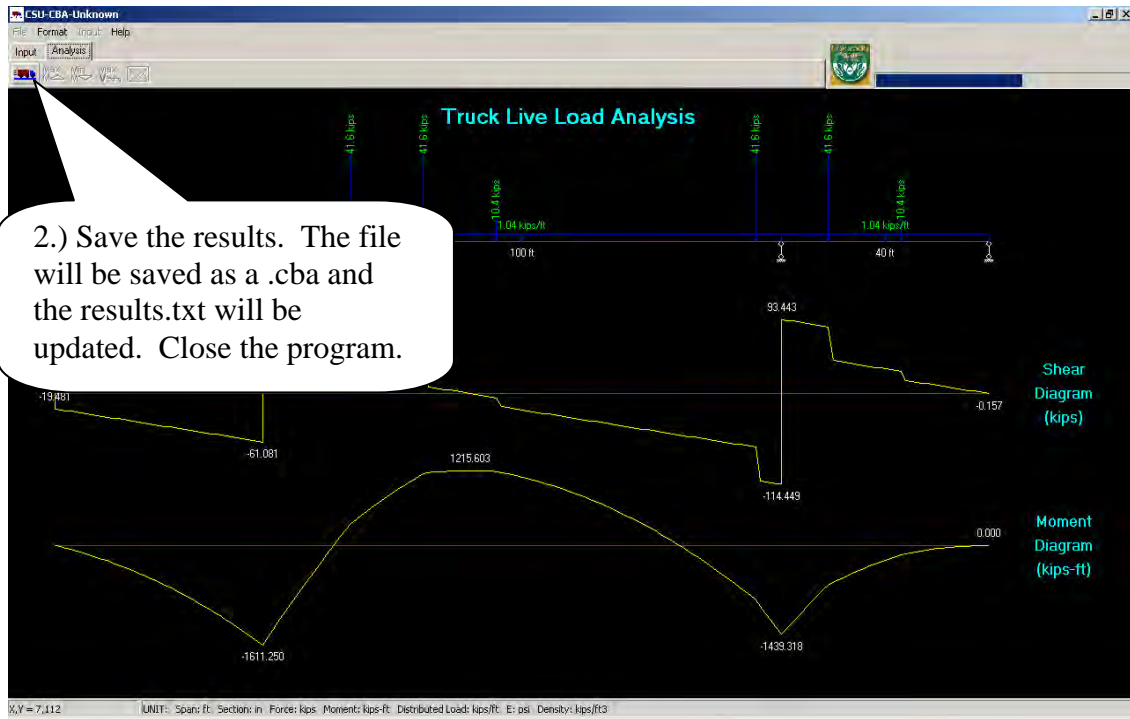 CSU-CBA-Unknown
File Format Input Help
Input Analysis
Truck Live Load Analysis
41.6 kips
41.6 kips
41.6 kips
41.6 kips
10.4 kips
10.4 kips
1.04 kips/ft
1.04 kips/ft
100 ft
40 ft
2.) Save the results. The file
will be saved as a .cba and
the results.txt will be
updated. Close the program.
93.443
Shear
Diagram
(kips)
-19.481
-0.157
-61.081
-114.449
1215.603
Moment
Diagram
(kips-ft)
0.000
-1611.250
-1439.318
X,Y = 7,112
UNIT: Span: ft Section: in Force: kips Moment: kips-ft Distributed Load: kips/ft E: psi Density: kips/ft3